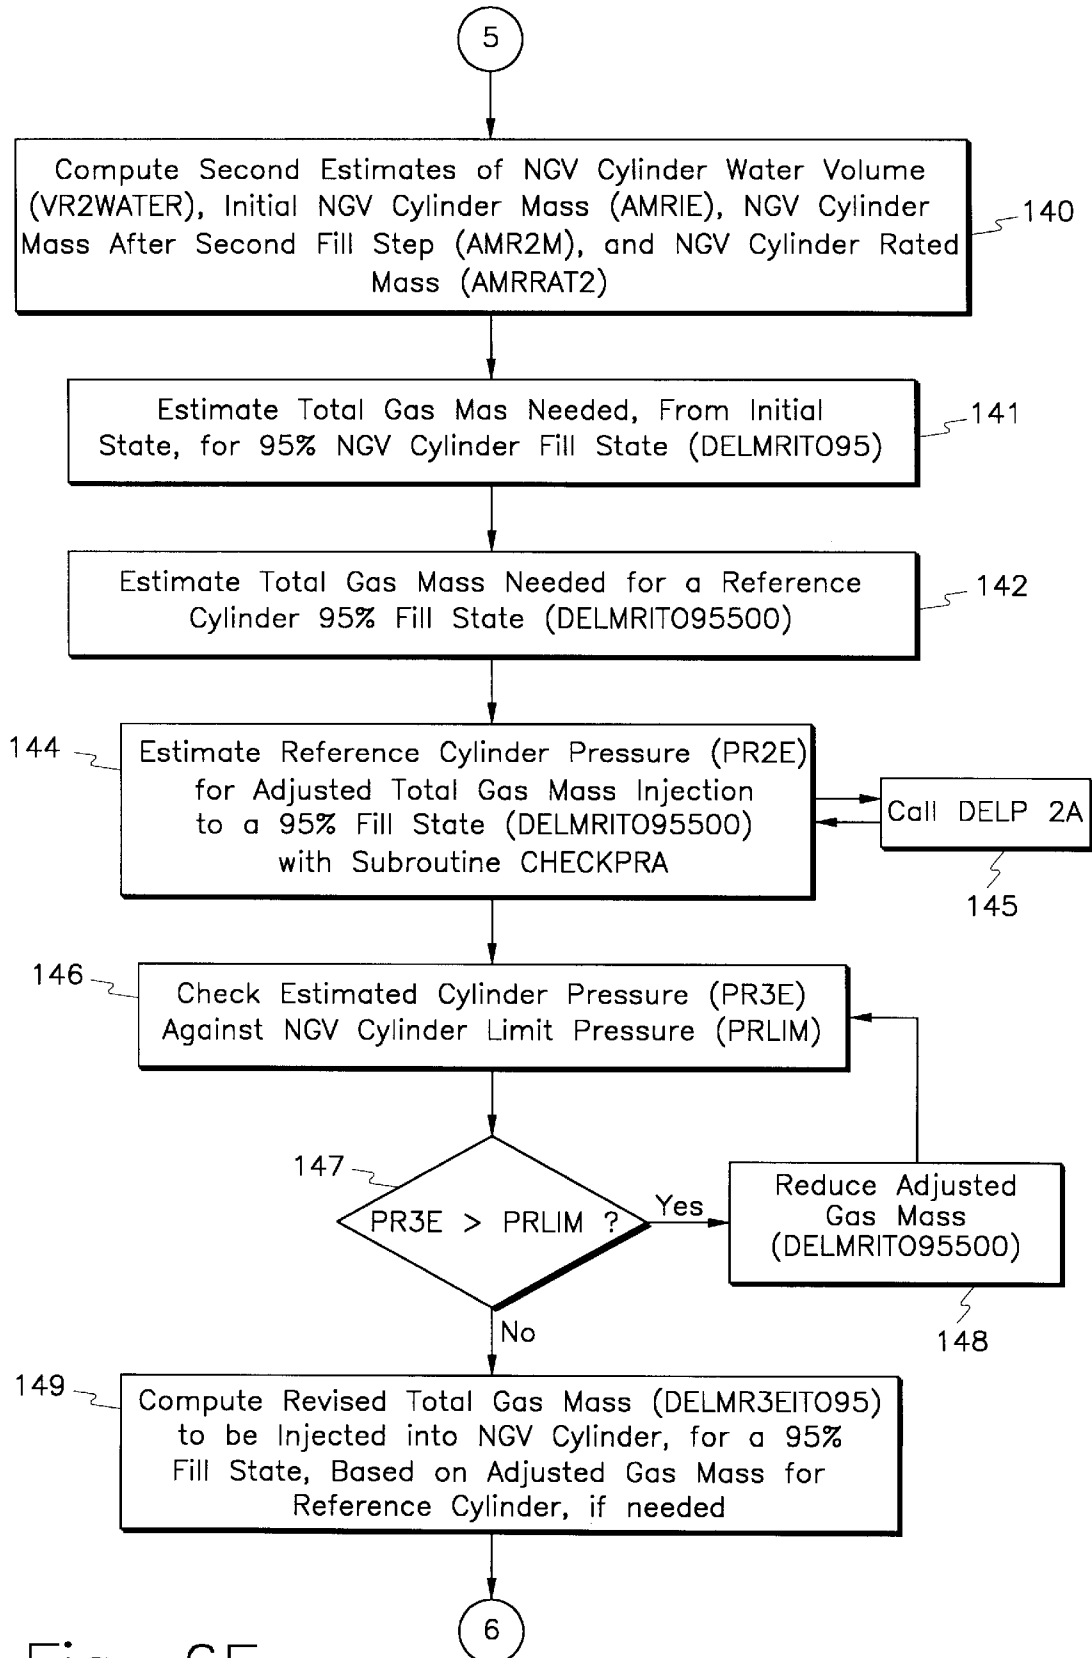 5
Compute Second Estimates of NGV Cylinder Water Volume
(VR2WATER), Initial NGV Cylinder Mass (AMRIE), NGV Cylinder
Mass After Second Fill Step (AMR2M), and NGV Cylinder Rated
Mass (AMRRAT2)
140
Estimate Total Gas Mas Needed, From Initial
State, for 95% NGV Cylinder Fill State (DELMRITO95)
141
Estimate Total Gas Mass Needed for a Reference
Cylinder 95% Fill State (DELMRITO95500)
142
144
Estimate Reference Cylinder Pressure (PR2E)
for Adjusted Total Gas Mass Injection
to a 95% Fill State (DELMRITO95500)
with Subroutine CHECKPRA
Call DELP 2A
145
146
Check Estimated Cylinder Pressure (PR3E)
Against NGV Cylinder Limit Pressure (PRLIM)
147
PR3E > PRLIM ?
Yes
Reduce Adjusted
Gas Mass
(DELMRITO95500)
148
No
149
Compute Revised Total Gas Mass (DELMR3EITO95)
to be Injected into NGV Cylinder, for a 95%
Fill State, Based on Adjusted Gas Mass for
Reference Cylinder, if needed
6